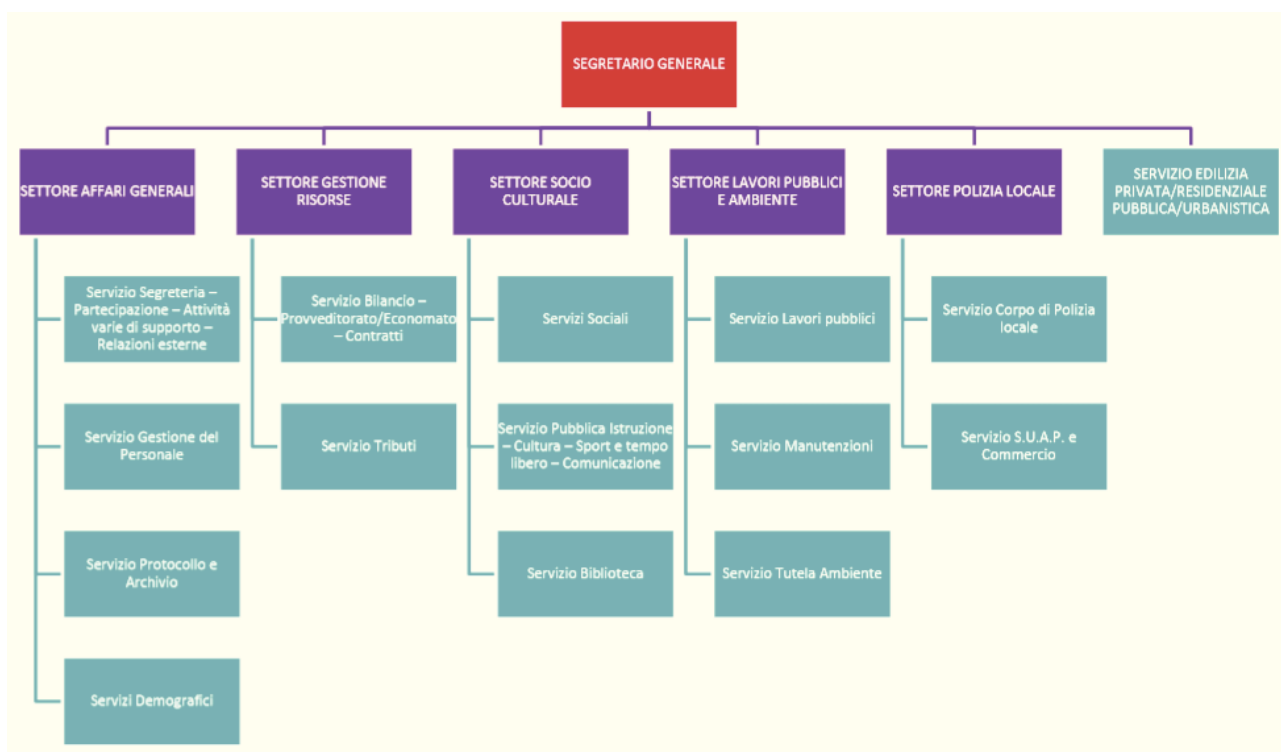 SEGRETARIO GENERALE
SETTORE AFFARI GENERALI
SETTORE GESTIONE
RISORSE
SETTORE SOCIO
CULTURALE
SETTORE LAVORI PUBBLICI
E AMBIENTE
SETTORE POLIZIA LOCALE
SERVIZIO EDILIZIA
PRIVATA/RESIDENZIALE
PUBBLICA/URBANISTICA
Servizio Segreteria –
Partecipazione – Attività
varie di supporto –
Relazioni esterne
Servizio Gestione del
Personale
Servizio Protocollo e
Archivio
Servizi Demografici
Servizio Bilancio –
Provveditorato/Economato
– Contratti
Servizio Tributi
Servizi Sociali
Servizio Pubblica Istruzione
– Cultura – Sport e tempo
libero – Comunicazione
Servizio Biblioteca
Servizio Lavori pubblici
Servizio Manutenzioni
Servizio Tutela Ambiente
Servizio Corpo di Polizia
locale
Servizio S.U.A.P. e
Commercio